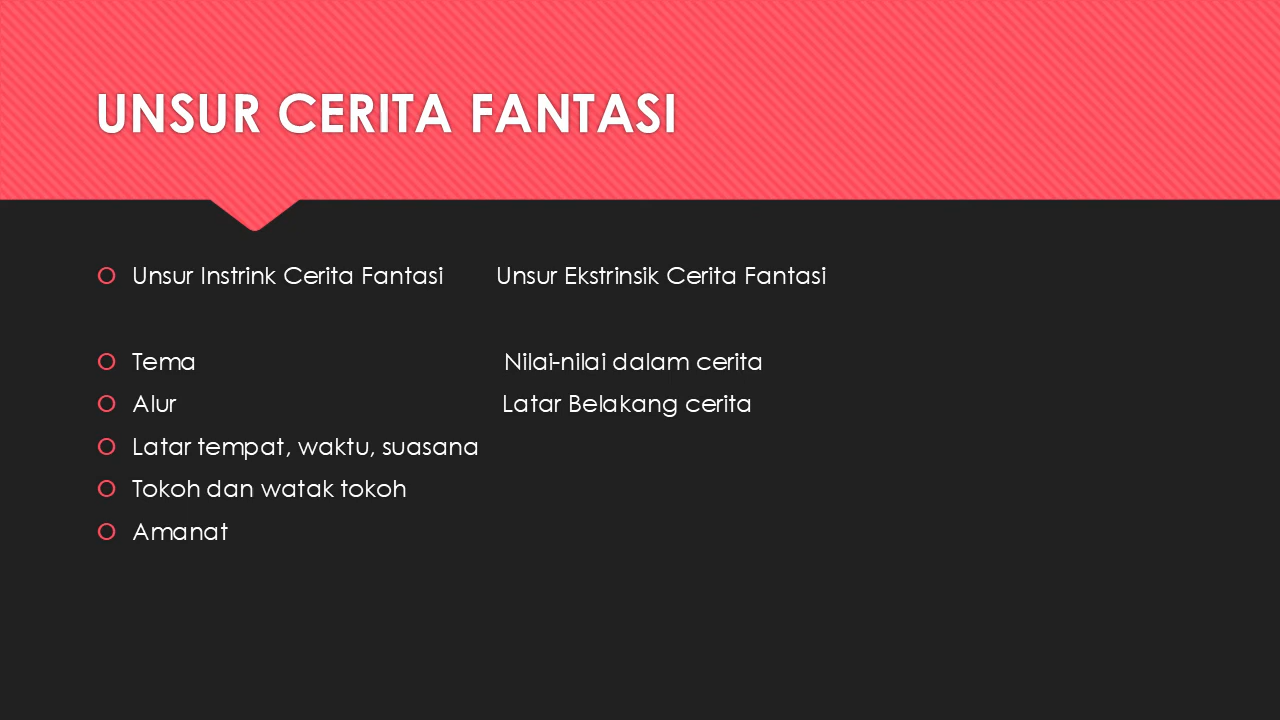 UNSUR CERITA FANTASI
Unsur Instrink Cerita Fantasi Unsur Ekstrinsik Cerita Fantasi
Tema Nilai-nilai dalam cerita
Alur Latar Belakang cerita
Latar tempat, waktu, suasana
Tokoh dan watak tokoh
Amanat